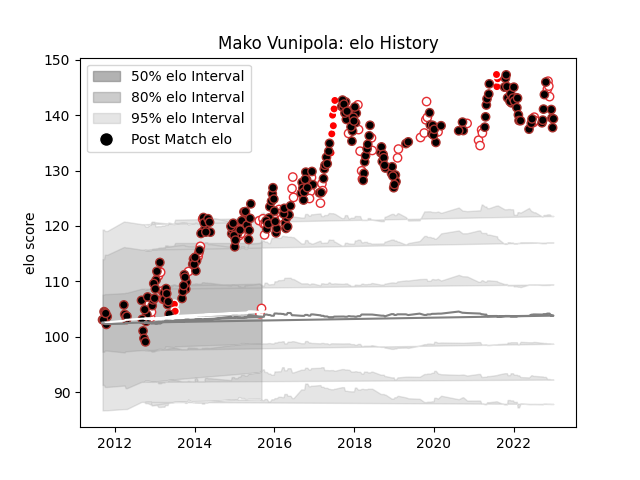 Mako Vunipola: elo History
50% elo Interval
80% elo Interval
95% elo Interval
Post Match elo
elo score
150
140
130
120
110
100
90
2012 2014 2016 2018 2020 2022